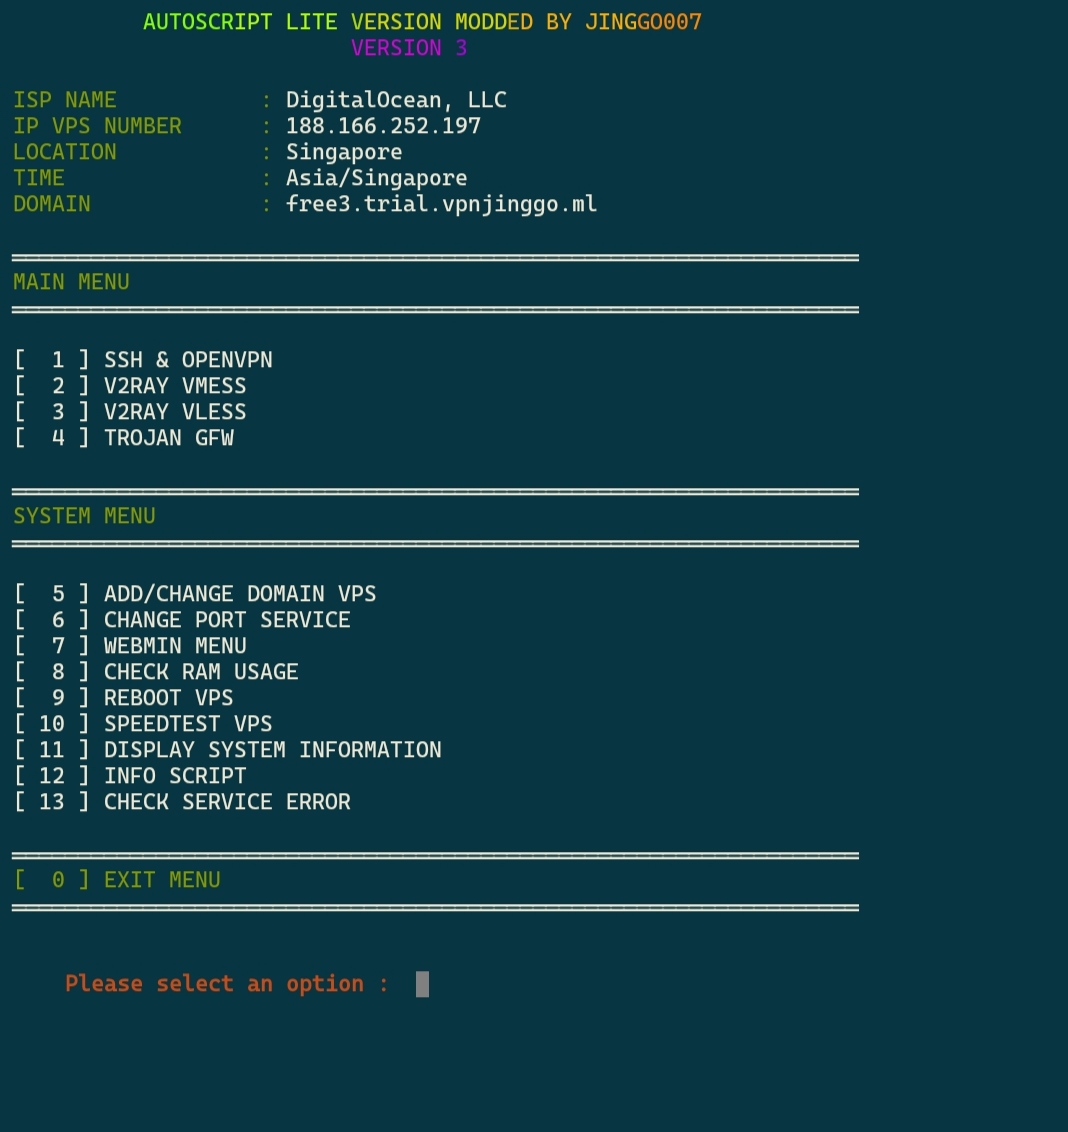 AUTOSCRIPT LITE VERSION MODDED BY JINGGO007
VERSION 3
ISP NAME : DigitalOcean, LLC
IP VPS NUMBER : 188.166.252.197
LOCATION : Singapore
TIME : Asia/Singapore
DOMAIN : free3.trial.vpnjinggo.ml
MAIN MENU
[ 1 ] SSH & OPENVPN
[ 2 ] V2RAY VMESS
[ 3 ] V2RAY VLESS
[ 4 ] TROJAN GFW
SYSTEM MENU
[ 5 ] ADD/CHANGE DOMAIN VPS
[ 6 ] CHANGE PORT SERVICE
[ 7 ] WEBMIN MENU
[ 8 ] CHECK RAM USAGE
[ 9 ] REBOOT VPS
[ 10 ] SPEEDTEST VPS
[ 11 ] DISPLAY SYSTEM INFORMATION
[ 12 ] INFO SCRIPT
[ 13 ] CHECK SERVICE ERROR
[ 0 ] EXIT MENU
Please select an option :